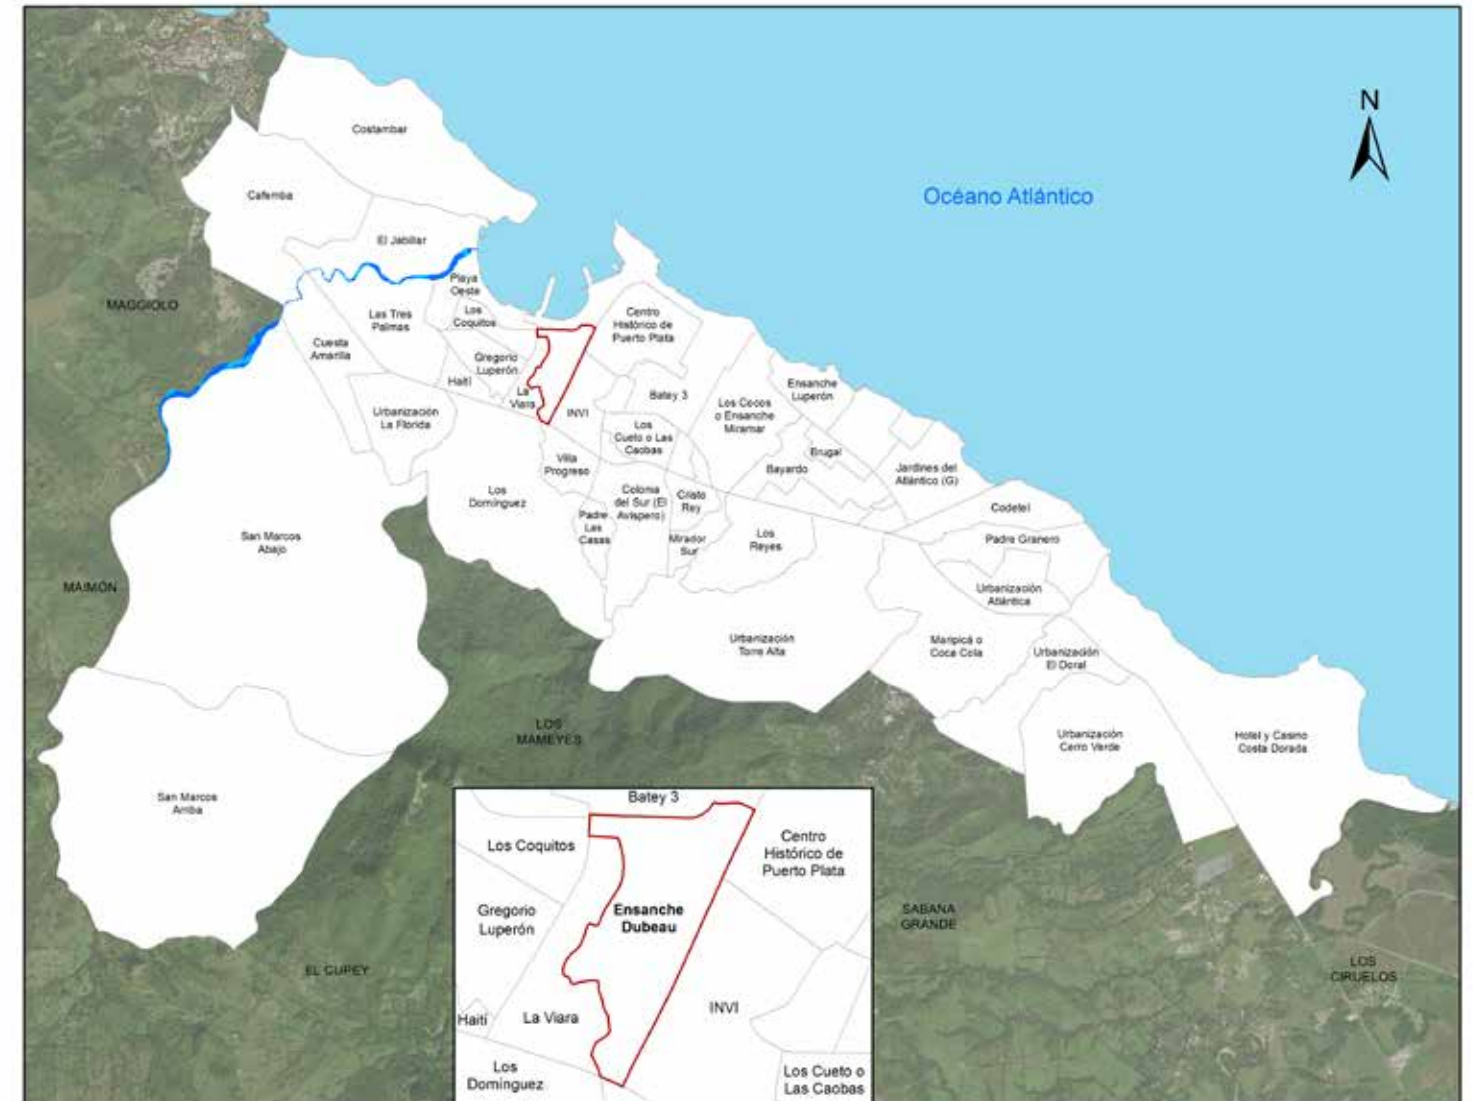 N
Océano Atlántico
Costambar
Cafemba
El Jabillar
MAGGIOLO
Playa
Oeste
Los
Coquitos
Las Tres
Palmas
Cuesta
Amarilla
Centro
Histórico de
Puerto Plata
Gregorio
Luperón
Haití
La
Viara
INVI
Batey 3
Ensanche
Luperón
Los Cocos
o Ensanche
Miramar
Urbanización
La Florida
Los
Cueto o Las
Caobas
Brugal
Bayardo
Villa
Progreso
Jardines del
Atlántico (G)
Los
Domínguez
Colonia
del Sur (El
Avispero)
Cristo
Rey
Codetel
Padre
Las
Casas
Mirador
Sur
Los
Reyes
Padre Granero
San Marcos
Abajo
MAIMÓN
Urbanización
Atlántica
Urbanización
Torre Alta
Maripicá o
Coca Cola
Urbanización
El Doral
LOS
MAMEYES
Urbanización
Cerro Verde
Hotel y Casino
Costa Dorada
San Marcos
Arriba
EL CUPEY
SABANA
GRANDE
LOS
CIRUELOS
Batey 3
Los Coquitos
Centro
Histórico de
Puerto Plata
Gregorio
Luperón
Ensanche
Dubeau
Haití
La Viara
INVI
Los
Domínguez
Los Cueto o
Las Caobas